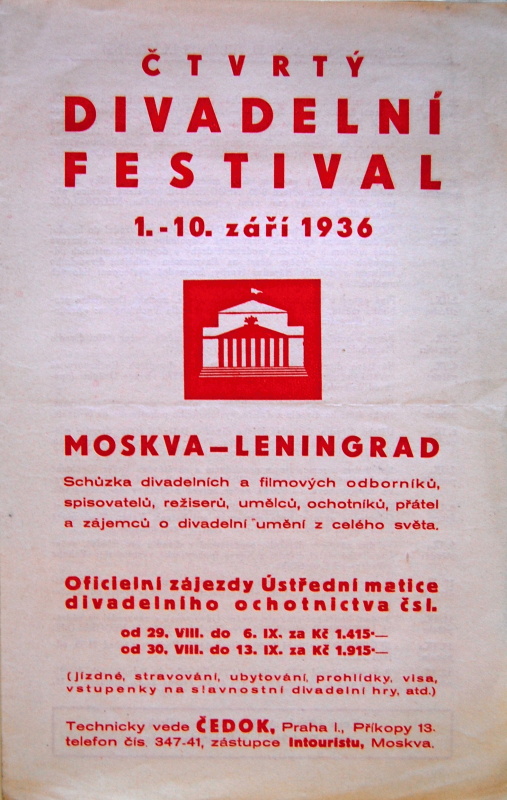 ČTVRTÝ
DIVADELNÍ
FESTIVAL
1.-10. září 1936
MOSKVA—LENINGRAD
Schůzka divadelních a filmových odborníků,
spisovatelů, režiserů, umělců, ochotníků, přátel
a zájemců o divadelní umění z celého světa.
Oficielní zájezdy Ústřední matice
divadelního ochotnictva čsl.
od 29. VIII. do 6. IX. za Kč 1.415·—
od 30. VIII. do 13. IX. za Kč 1.915·—
(jízdné, stravování, ubytování, prohlídky, visa,
vstupenky na slavnostní divadelní hry, atd.)
Technicky vede ČEDOK, Praha I., Příkopy 13.
telefon čís. 347-41, zástupce Intouristu, Moskva.